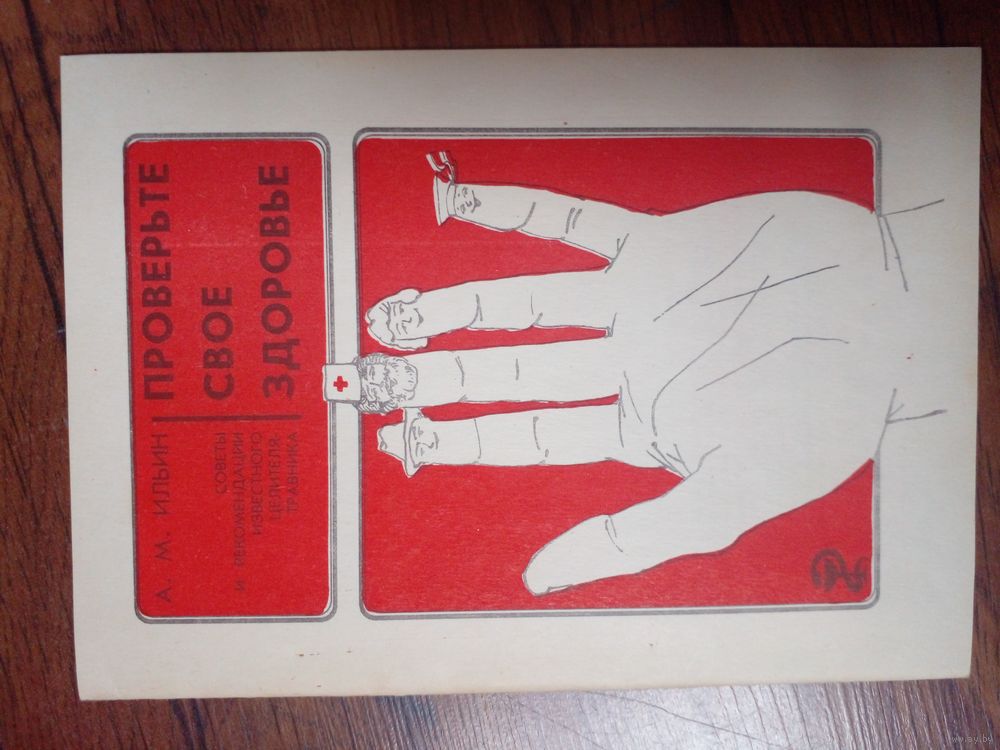 А. М. ИЛЬИН
ПРОВЕРЬТЕ
СВОЕ
ЗДОРОВЬЕ
СОВЕТЫ
И РЕКОМЕНДАЦИИ
ИЗВЕСТНОГО
ЦЕЛИТЕЛЯ-
ТРАВНИКА